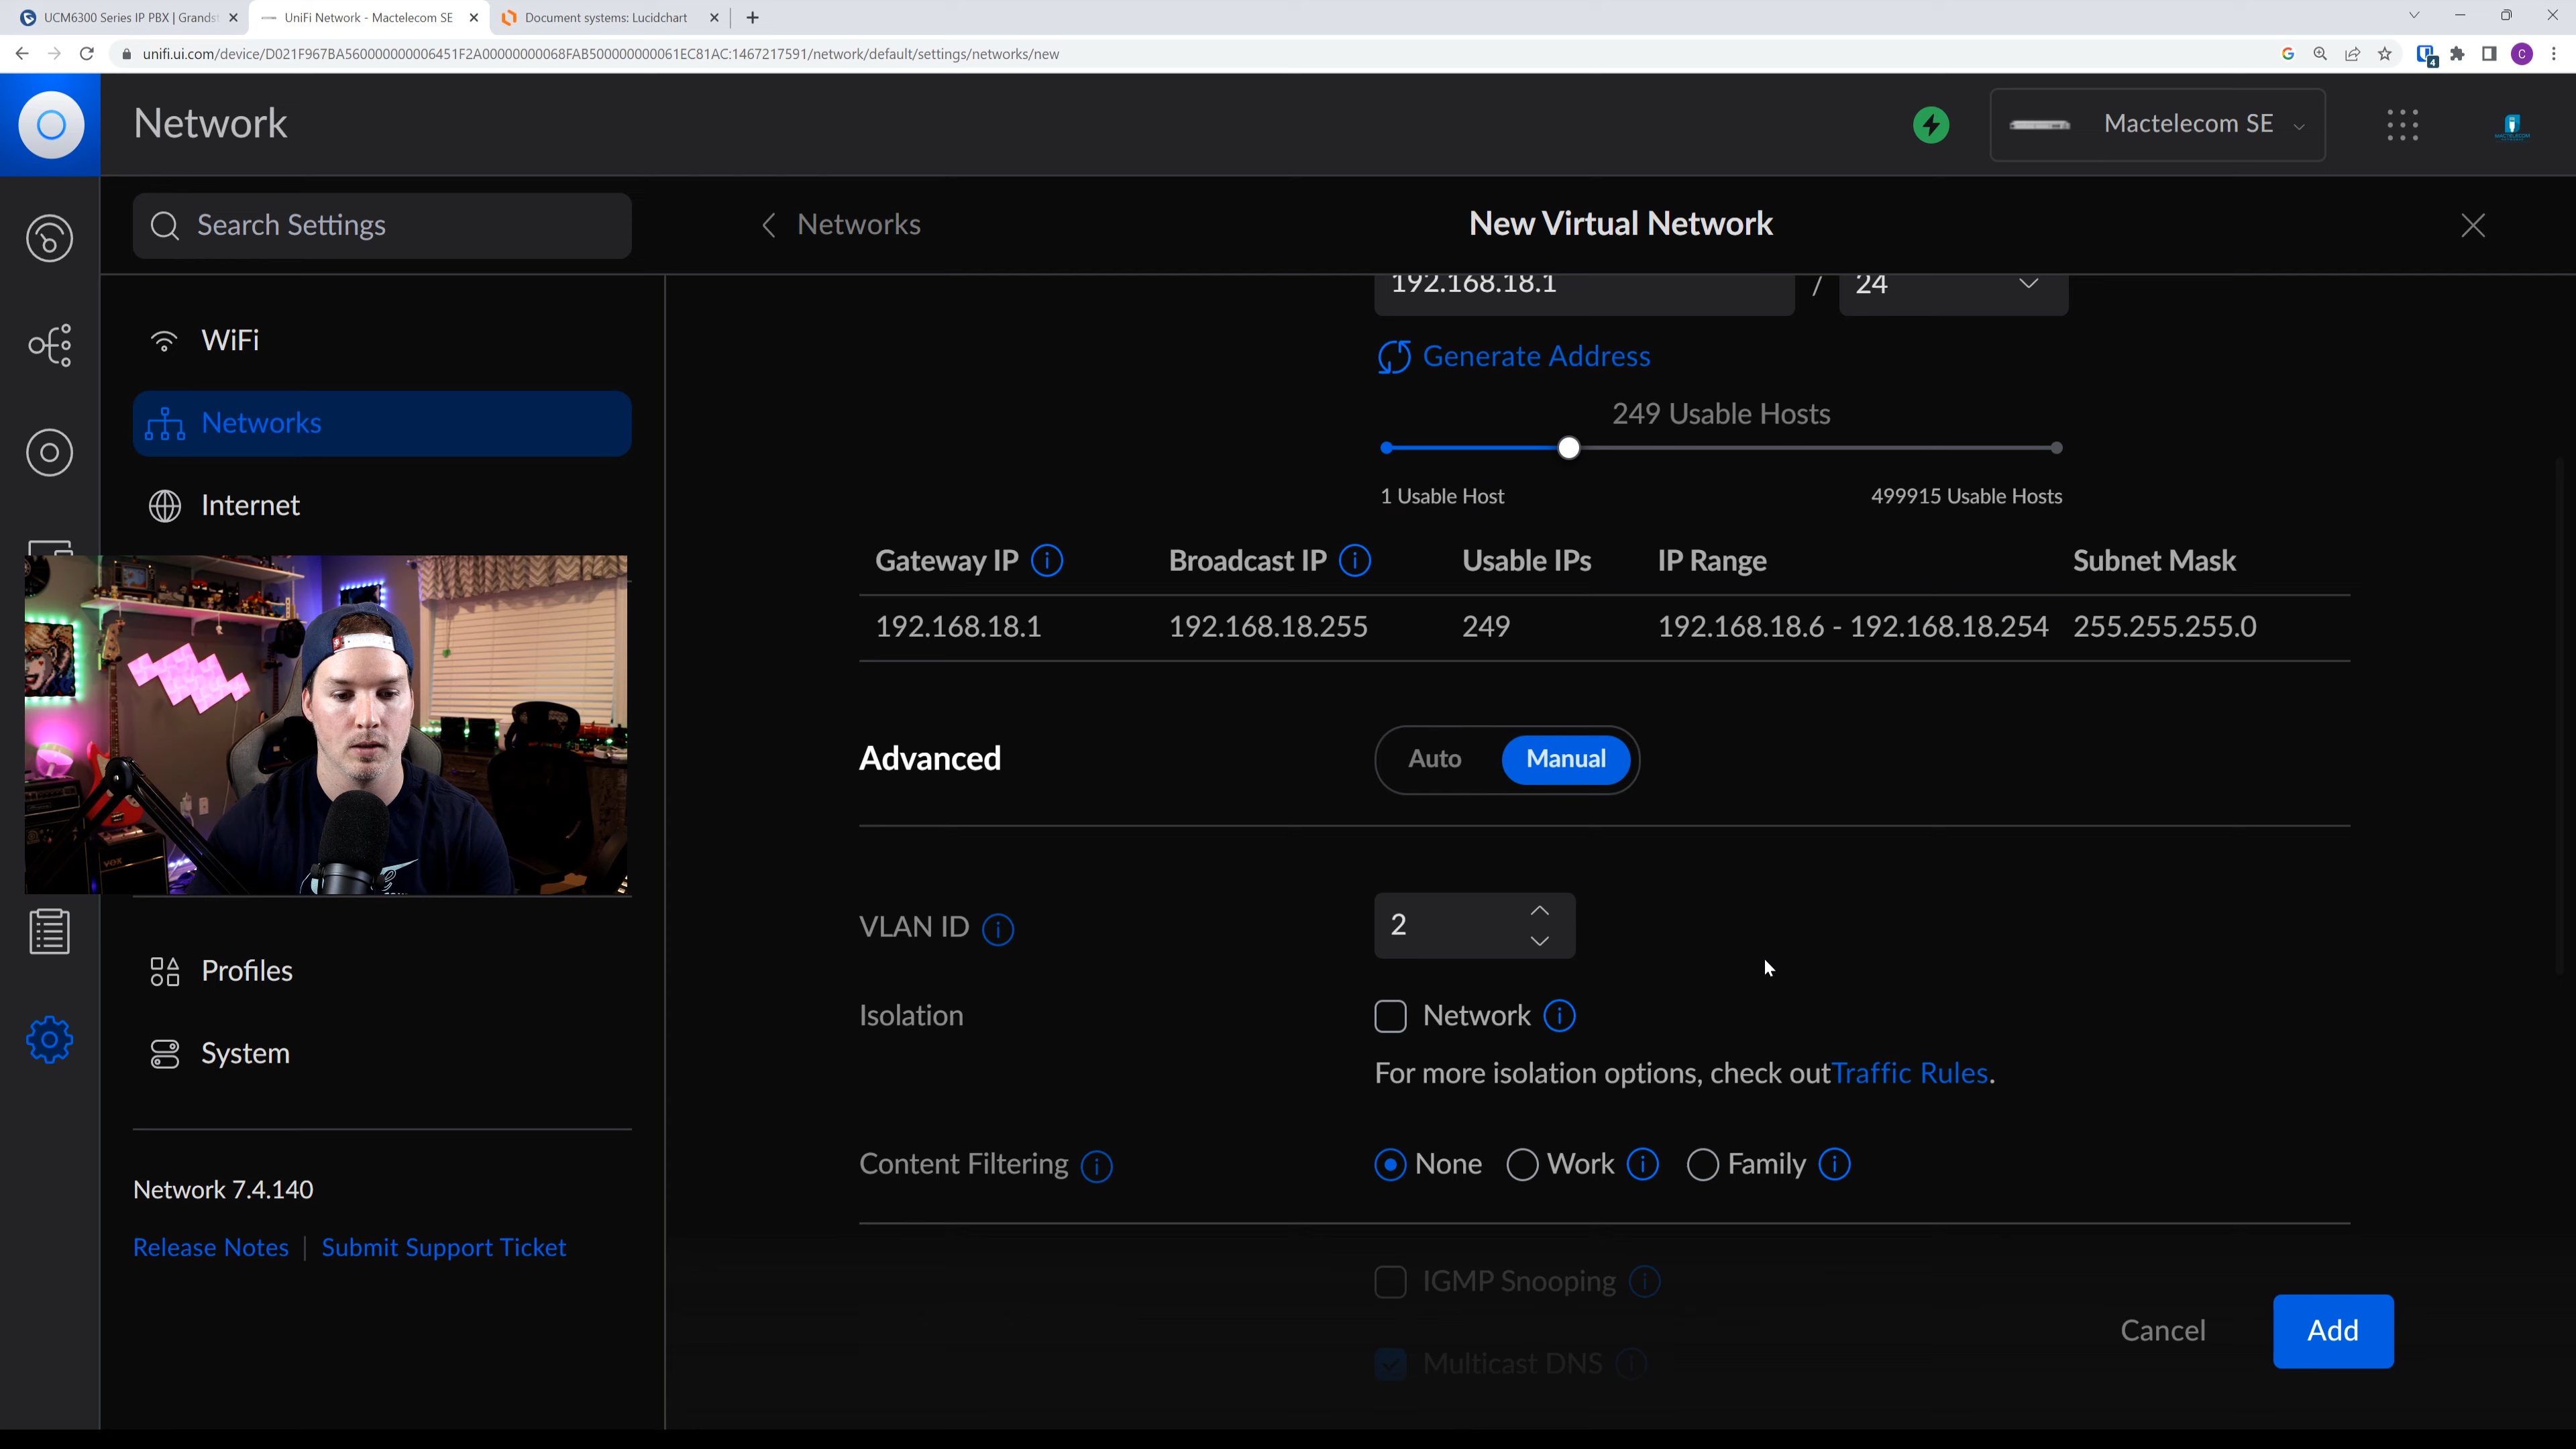 UCM6300 Series IP PBX | Grands
UniFi Network - Mactelecom SE
Document systems: Lucidchart
unifi.ui.com/device/D021F967BA560000000006451F2A00000000068FAB500000000061EC81AC:1467217591/network/default/settings/networks/new
4
C
Network
Mactelecom SE
Search Settings
Networks
New Virtual Network
192.168.18.1 / 24
WiFi
Generate Address
Networks
249 Usable Hosts
1 Usable Host
499915 Usable Hosts
Internet
Gateway IP
Broadcast IP
Usable IPs
IP Range
Subnet Mask
192.168.18.1
192.168.18.255
249
192.168.18.6 - 192.168.18.254
255.255.255.0
Advanced
Auto
Manual
VOX
VLAN ID
2
Profiles
Isolation
Network
System
For more isolation options, check outTraffic Rules.
Content Filtering
None
Work
Family
Network 7.4.140
Release Notes | Submit Support Ticket
IGMP Snooping
Cancel
Add
Multicast DNS